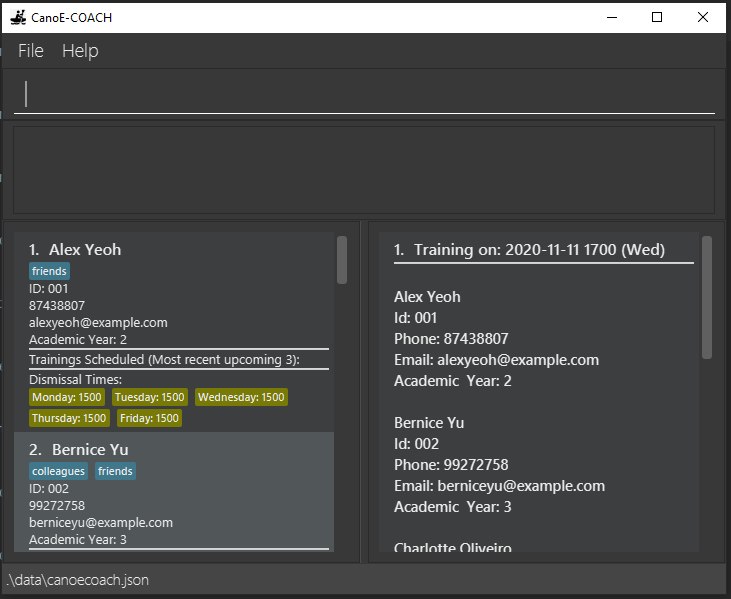 CanoE-COACH
File Help
1. Alex Yeoh
friends
ID: 001
87438807
alexyeoh@example.com
Academic Year: 2
Trainings Scheduled (Most recent upcoming 3):
Dismissal Times:
Monday: 1500 Tuesday: 1500 Wednesday: 1500
Thursday: 1500 Friday: 1500
2. Bernice Yu
colleagues friends
ID: 002
99272758
berniceyu@example.com
Academic Year: 3
1. Training on: 2020-11-11 1700 (Wed)
Alex Yeoh
Id: 001
Phone: 87438807
Email: alexyeoh@example.com
Academic Year: 2
Bernice Yu
Id: 002
Phone: 99272758
Email: berniceyu@example.com
Academic Year: 3
Charlotte Oliveiro
.\data\canoecoach.json